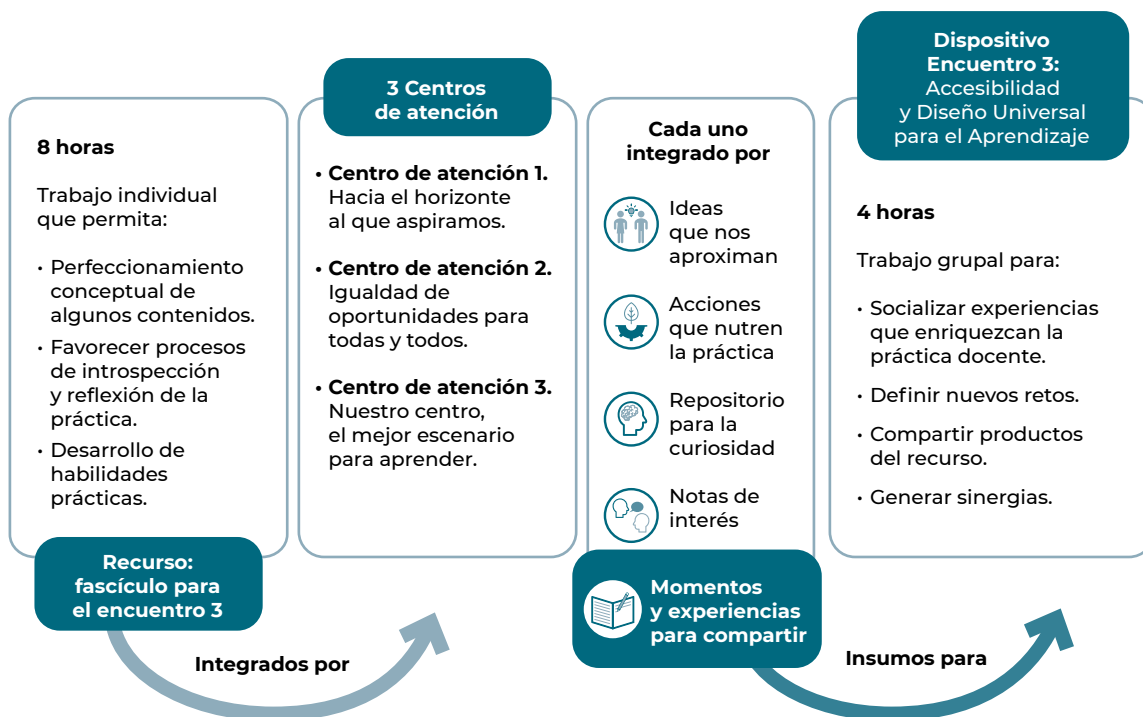 8 horas
Trabajo individual
que permita:
· Perfeccionamiento
conceptual de
algunos contenidos.
· Favorecer procesos
de introspección
y reflexión de la
práctica.
· Desarrollo de
habilidades
prácticas.
Recurso:
fascículo para
el encuentro 3
Integrados por
3 Centros
de atención
· Centro de atención 1.
Hacia el horizonte
al que aspiramos.
· Centro de atención 2.
Igualdad de
oportunidades para
todas y todos.
· Centro de atención 3.
Nuestro centro,
el mejor escenario
para aprender.
Cada uno
integrado por
Ideas
que nos
aproximan
Acciones
que nutren
la práctica
Repositorio
para la
curiosidad
Notas de
interés
Momentos
y experiencias
para compartir
Insumos para
Dispositivo
Encuentro 3:
Accesibilidad
y Diseño Universal
para el Aprendizaje
4 horas
Trabajo grupal para:
· Socializar experiencias
que enriquezcan la
práctica docente.
· Definir nuevos retos.
· Compartir productos
del recurso.
· Generar sinergias.